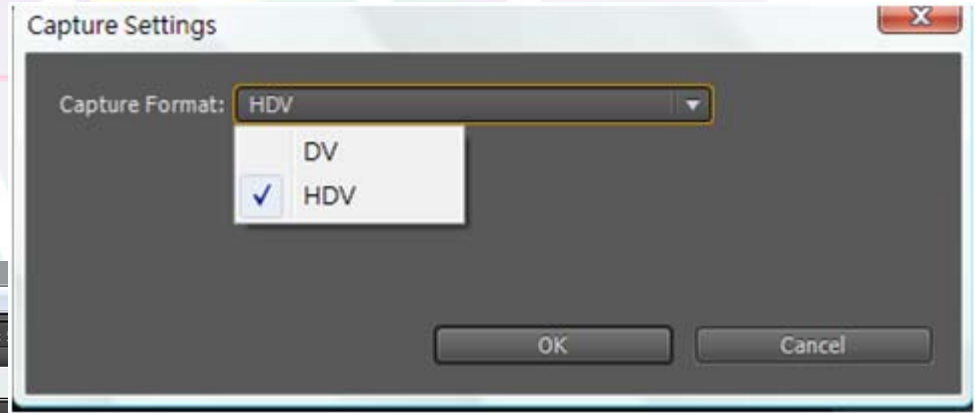 Capture Settings
Capture Format: HDV
DV
HDV
OK Cancel